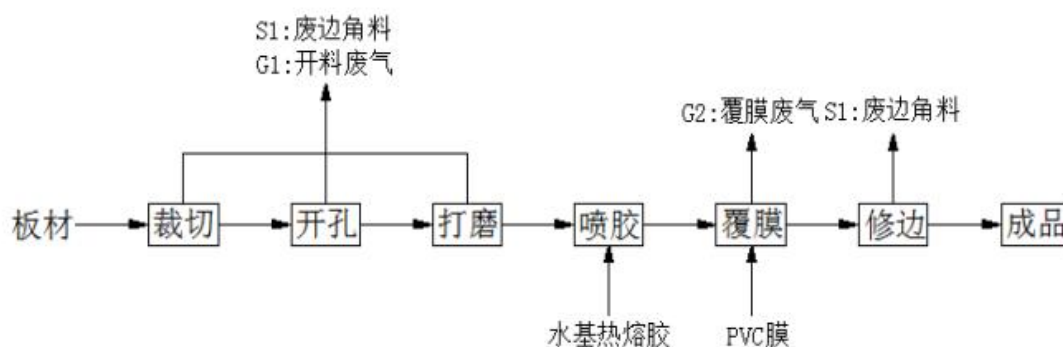 S1:废边角料
G1:开料废气
G2:覆膜废气 S1:废边角料
板材 裁切 开孔 打磨 喷胶 覆膜 修边 成品
水基热熔胶 PVC膜